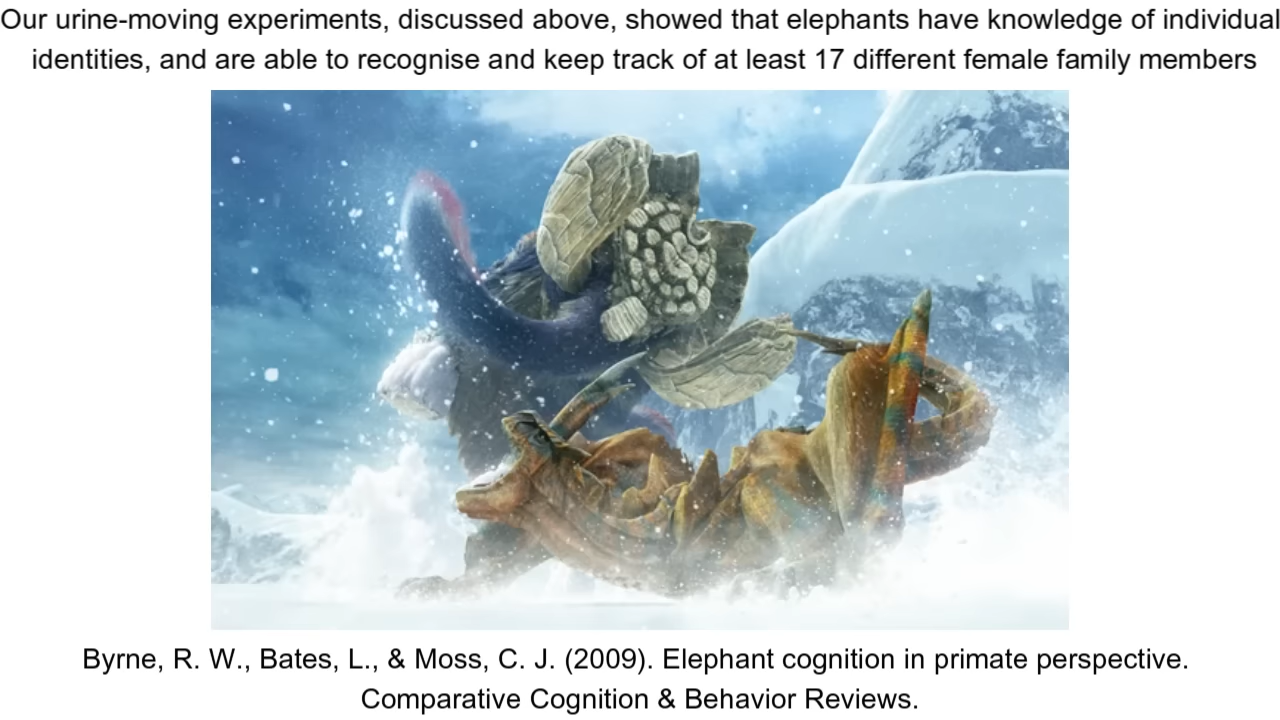 Our urine-moving experiments, discussed above, showed that elephants have knowledge of individual
identities, and are able to recognise and keep track of at least 17 different female family members
Byrne, R. W., Bates, L., & Moss, C. J. (2009). Elephant cognition in primate perspective.
Comparative Cognition & Behavior Reviews.